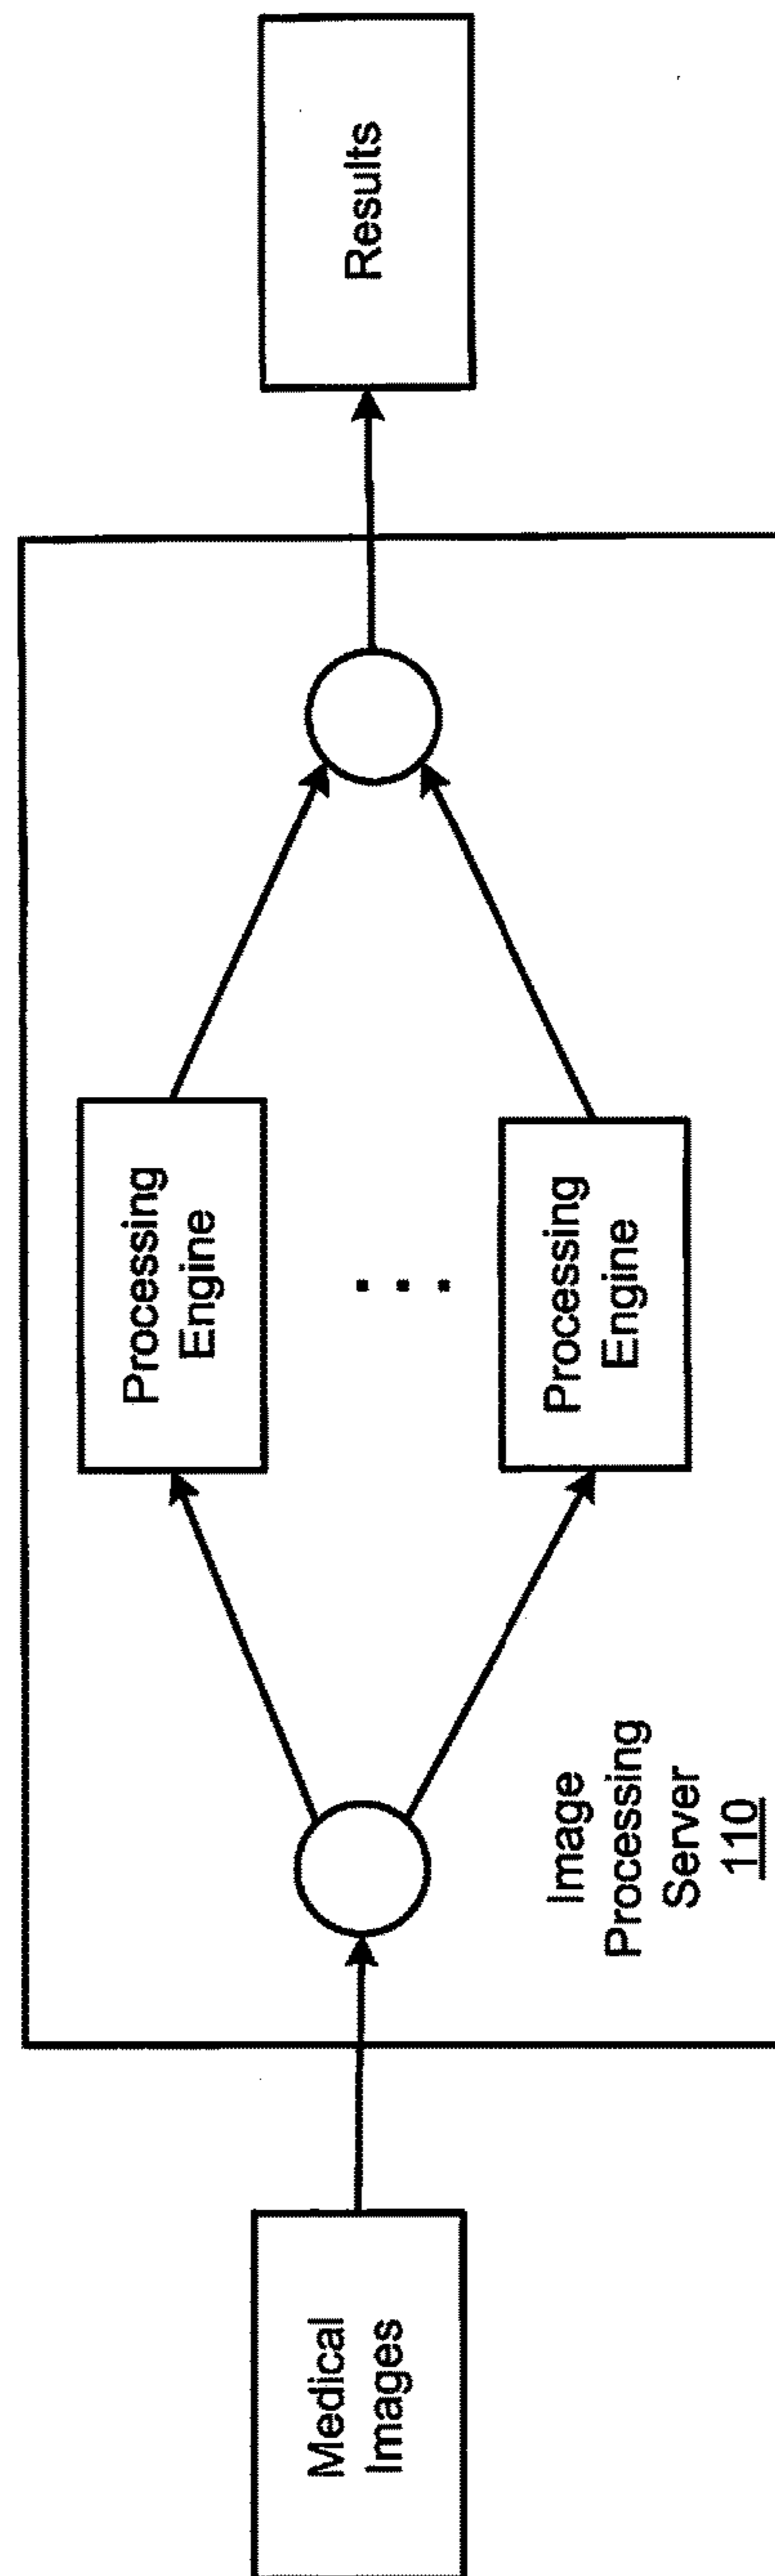 Medical
Images
Image
Processing
Server
110
Processing
Engine
Processing
Engine
Results